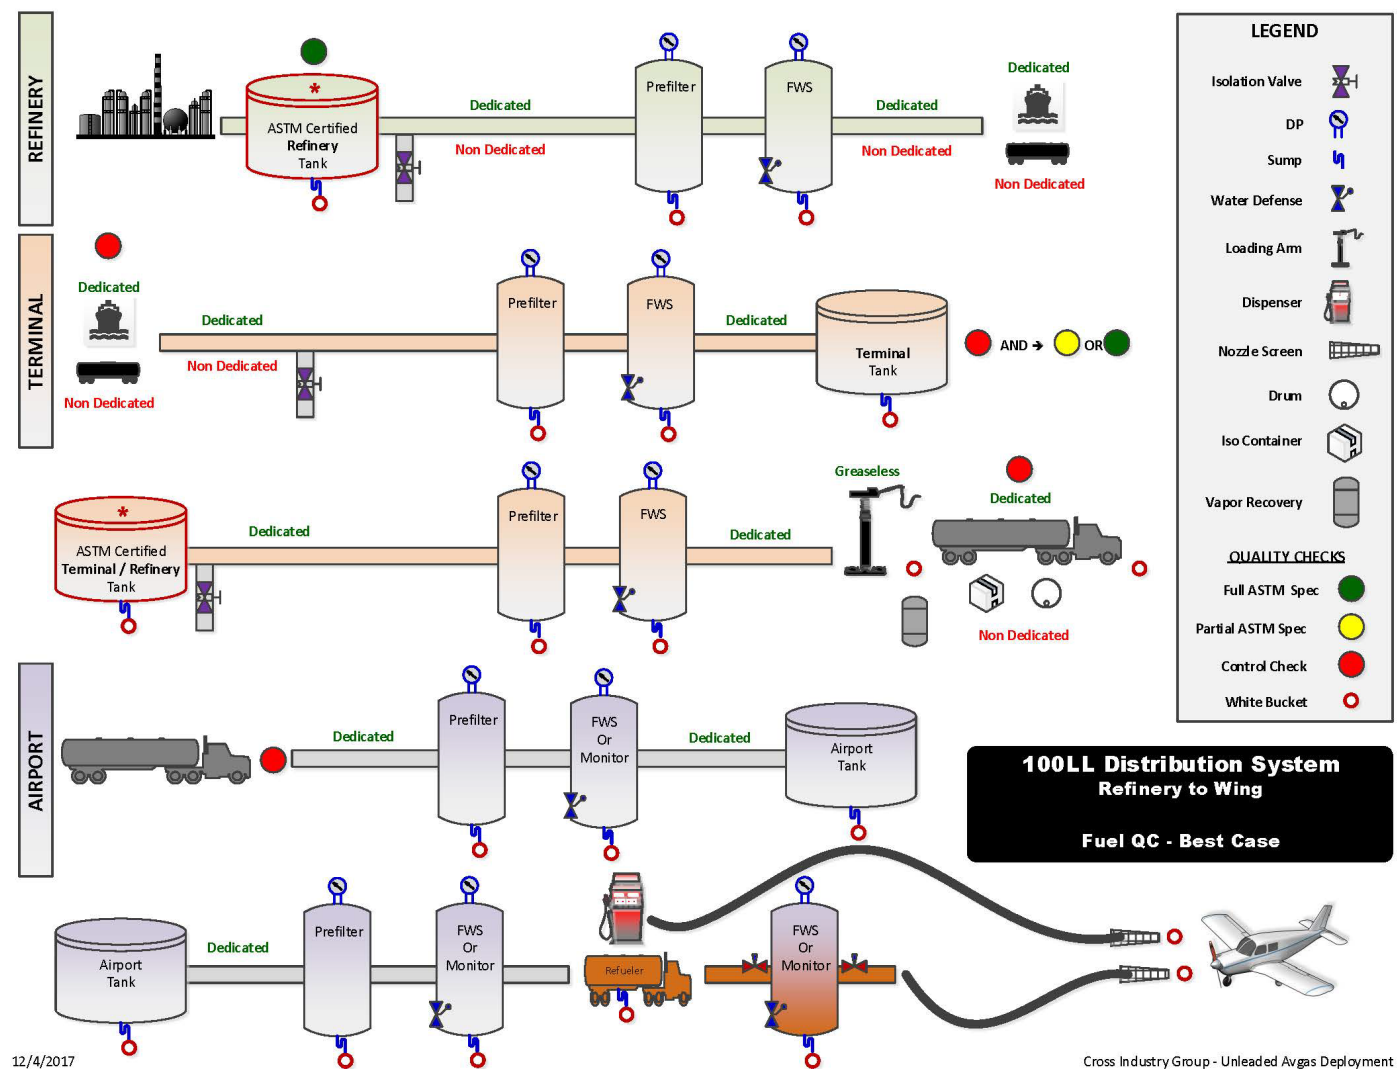 REFINERY
*
ASTM Certified
Refinery
Tank
Dedicated
Non Dedicated
Prefilter
FWS
Dedicated
Non Dedicated
Dedicated
Non Dedicated
TERMINAL
Dedicated
Non Dedicated
Dedicated
Non Dedicated
Prefilter
FWS
Dedicated
Terminal
Tank
AND → OR
*
ASTM Certified
Terminal / Refinery
Tank
Dedicated
Prefilter
FWS
Dedicated
Greaseless
Dedicated
Non Dedicated
AIRPORT
Dedicated
Prefilter
FWS
Or
Monitor
Dedicated
Airport
Tank
Airport
Tank
Dedicated
Prefilter
FWS
Or
Monitor
Refueler
FWS
Or
Monitor
LEGEND
Isolation Valve
DP
Sump
Water Defense
Loading Arm
Dispenser
Nozzle Screen
Drum
Iso Container
Vapor Recovery
QUALITY CHECKS
Full ASTM Spec
Partial ASTM Spec
Control Check
White Bucket
100LL Distribution System
Refinery to Wing
Fuel QC - Best Case
12/4/2017
Cross Industry Group - Unleaded Avgas Deployment